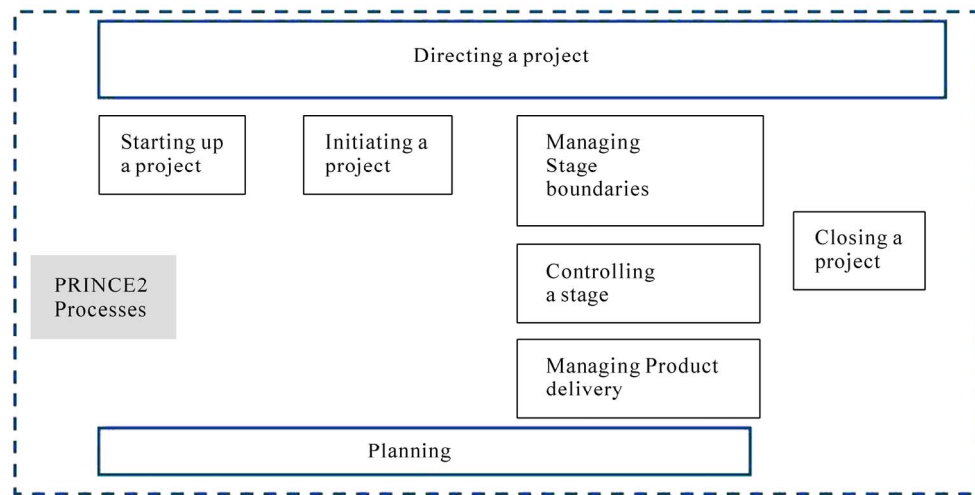 Directing a project
Starting up
a project
Initiating a
project
Managing
Stage
boundaries
Closing a
project
PRINCE2
Processes
Controlling
a stage
Managing Product
delivery
Planning